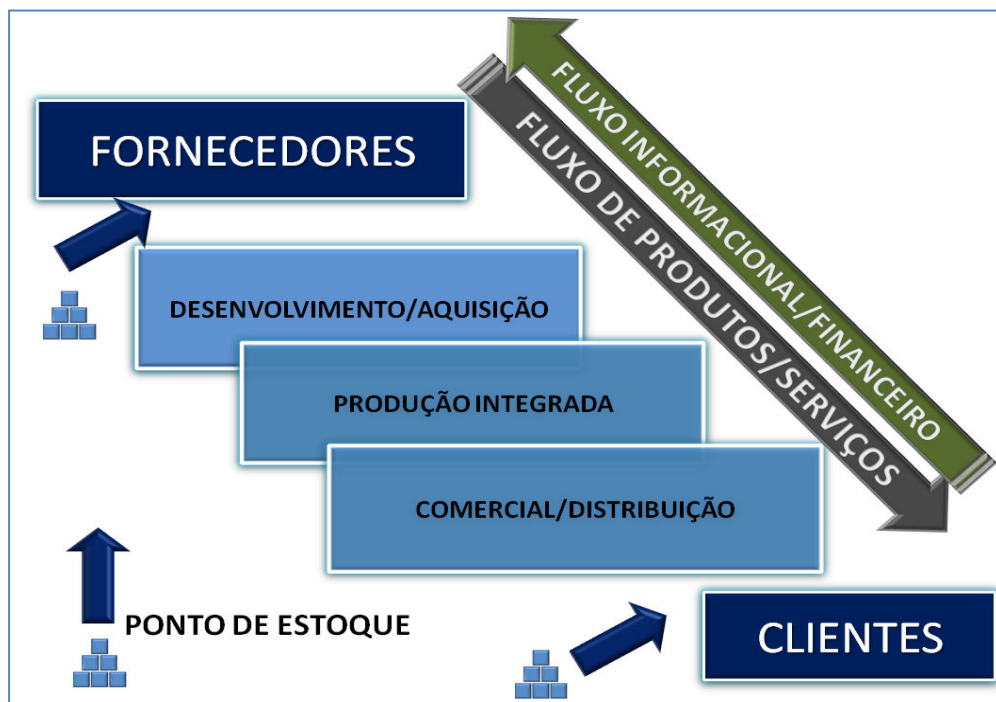 FORNECEDORES
FLUXO INFORMACIONAL/FINANCEIRO
FLUXO DE PRODUTOS/SERVIÇOS
DESENVOLVIMENTO/AQUISIÇÃO
PRODUÇÃO INTEGRADA
COMERCIAL/DISTRIBUIÇÃO
PONTO DE ESTOQUE
CLIENTES